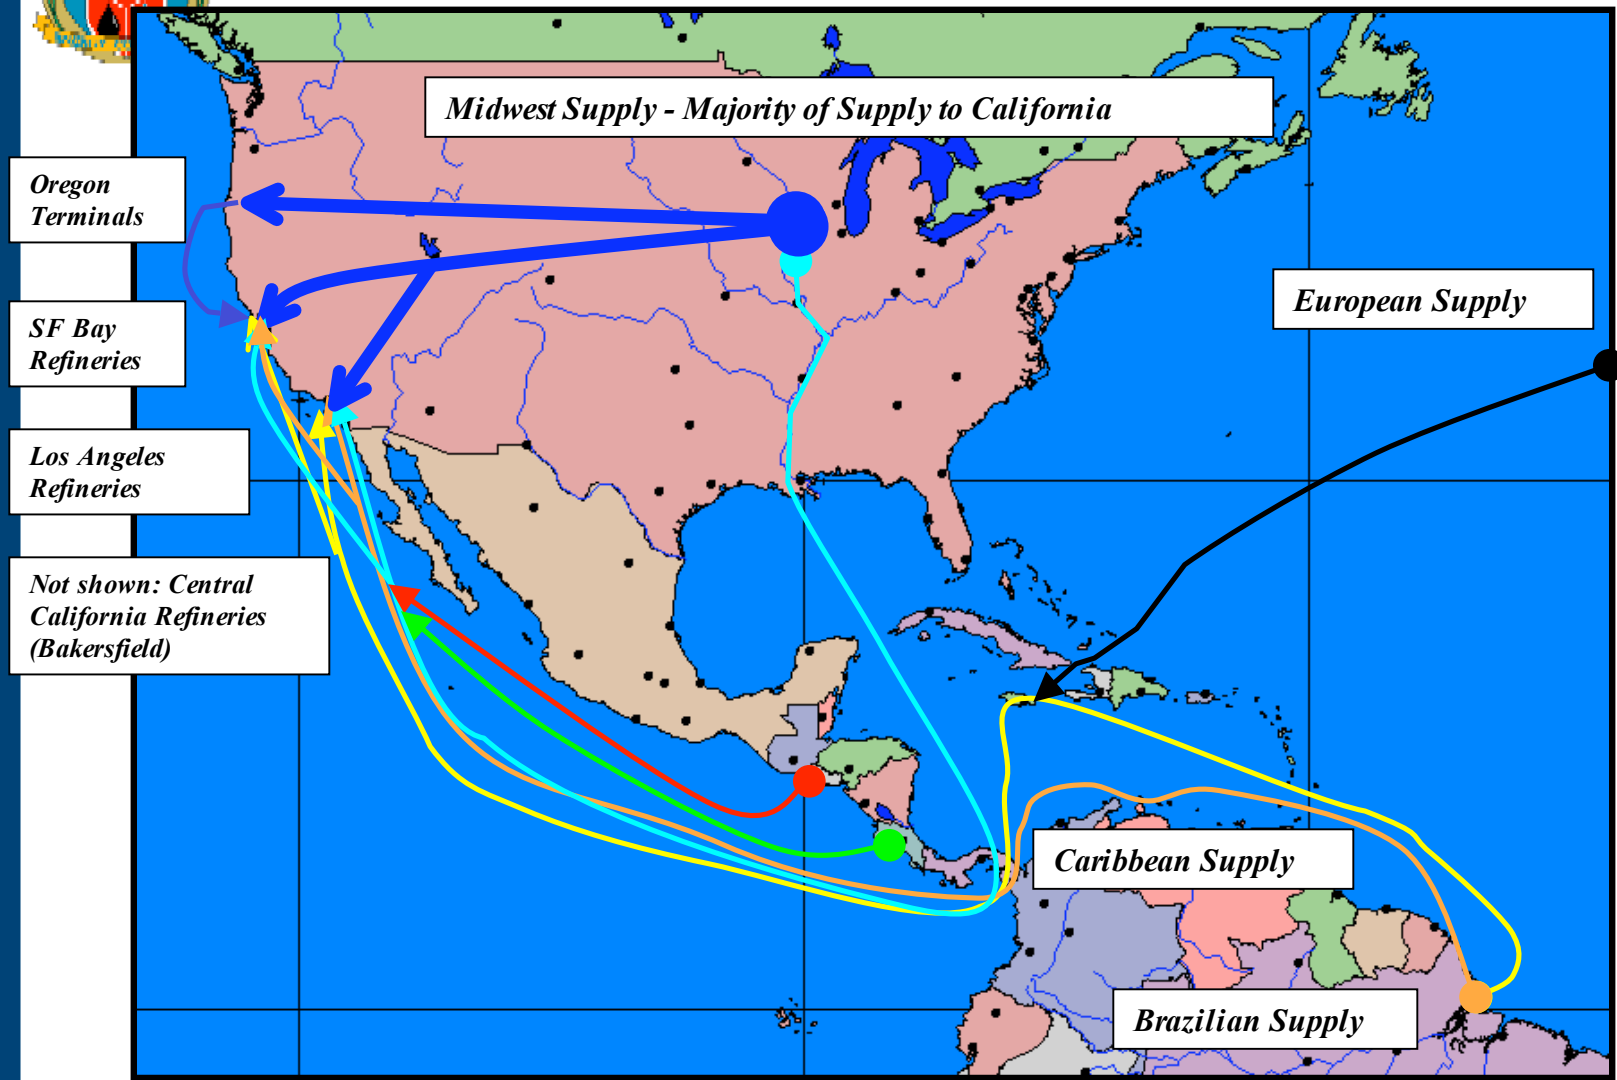 Midwest Supply - Majority of Supply to California
Oregon
Terminals
SF Bay
Refineries
European Supply
Los Angeles
Refineries
Not shown: Central
California Refineries
(Bakersfield)
Caribbean Supply
Brazilian Supply